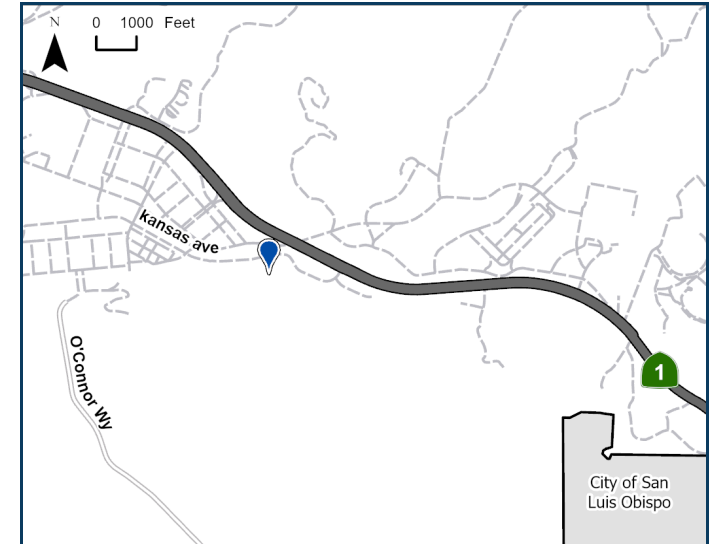 N
0 1000 Feet
kansas ave
O'Connor Wy
1
City of San
Luis Obispo